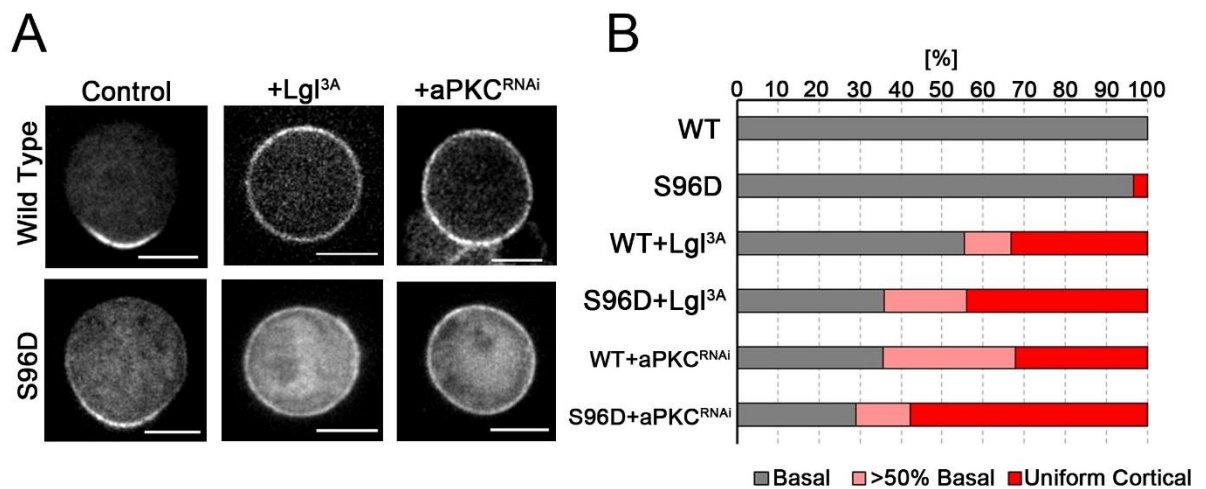 A
Control +Lgl³ᴬ +aPKCᴿᴺᴬⁱ
Wild Type
S96D
B
[%]
0 10 20 30 40 50 60 70 80 90 100
WT
S96D
WT+Lgl³ᴬ
S96D+Lgl³ᴬ
WT+aPKCᴿᴺᴬⁱ
S96D+aPKCᴿᴺᴬⁱ
Basal >50% Basal Uniform Cortical